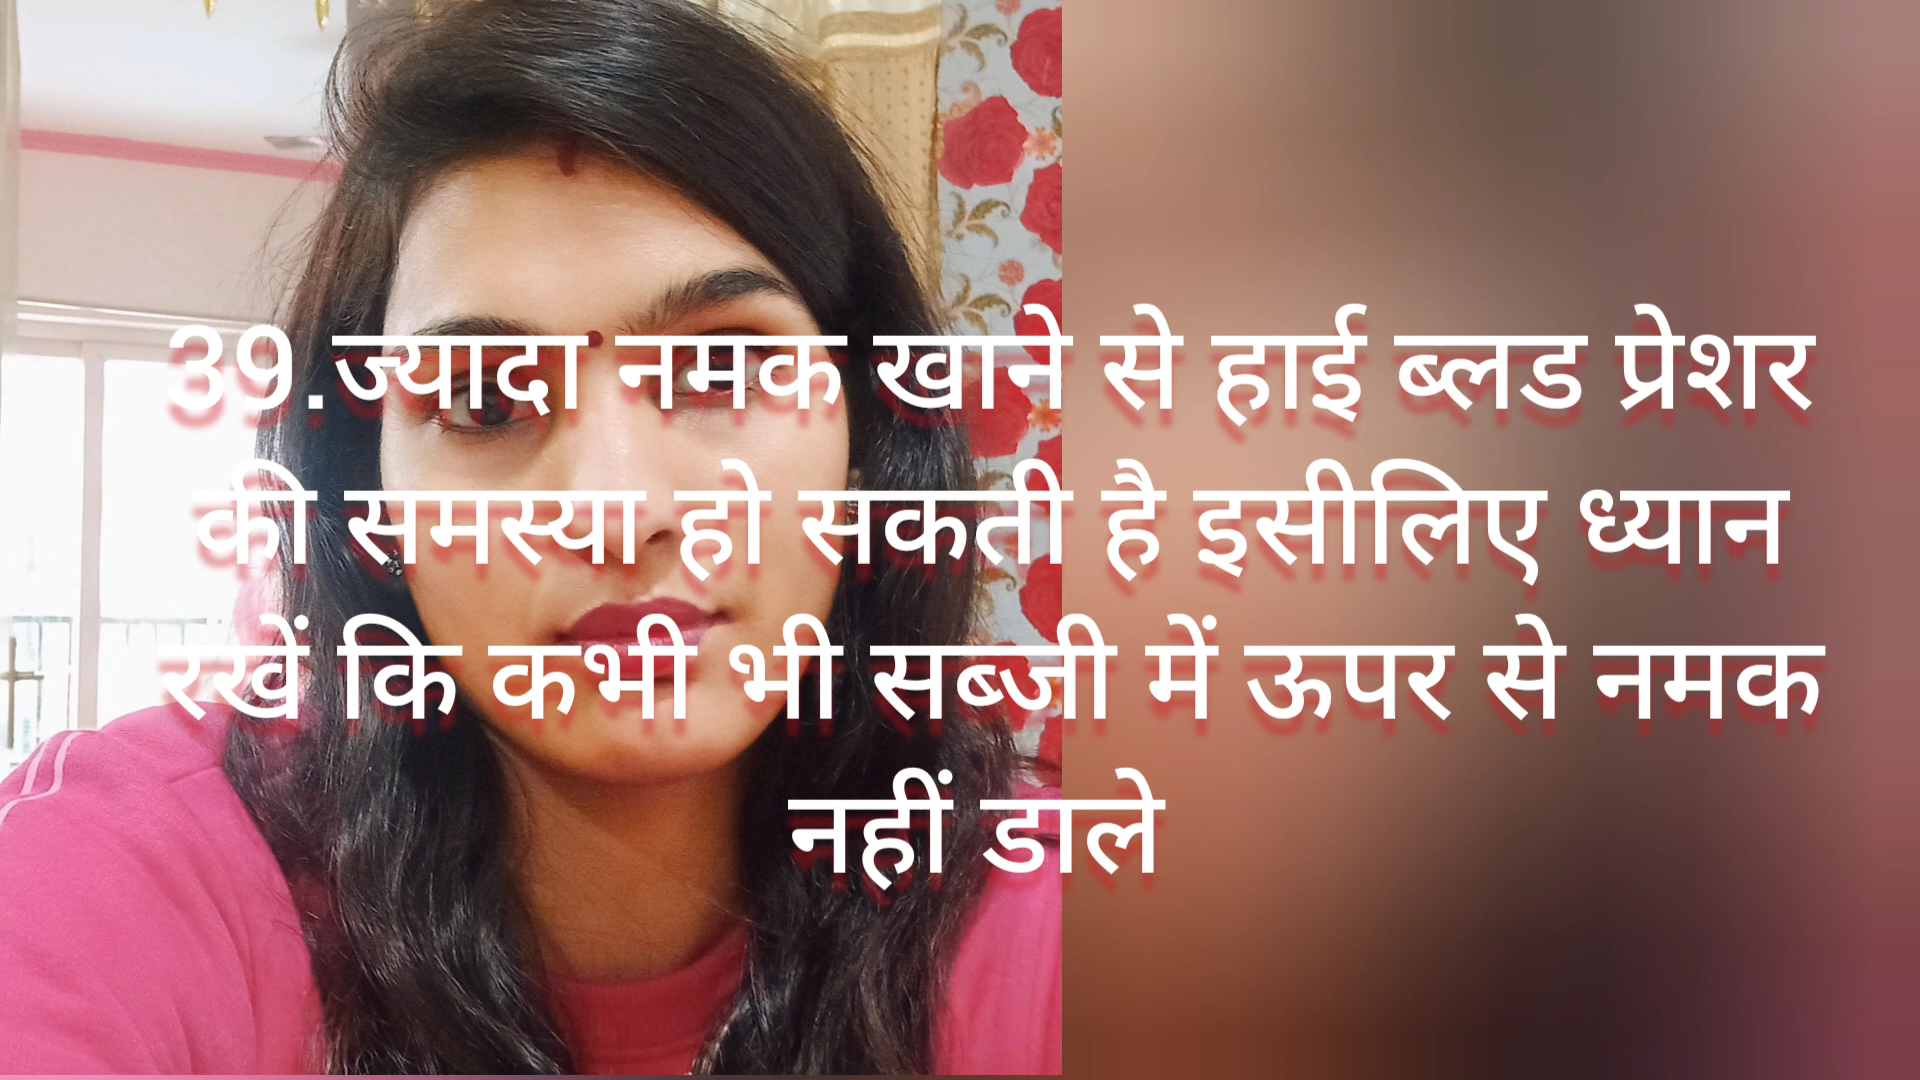 39.ज्यादा नमक खाने से हाई ब्लड प्रेशर
की समस्या हो सकती है इसीलिए ध्यान
रखें कि कभी भी सब्जी में ऊपर से नमक
नहीं डाले